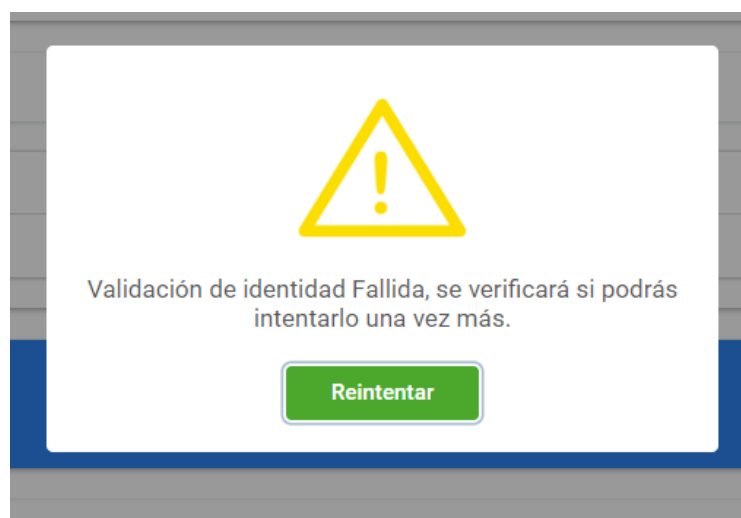 Validación de identidad Fallida, se verificará si podrás
intentarlo una vez más.
Reintentar